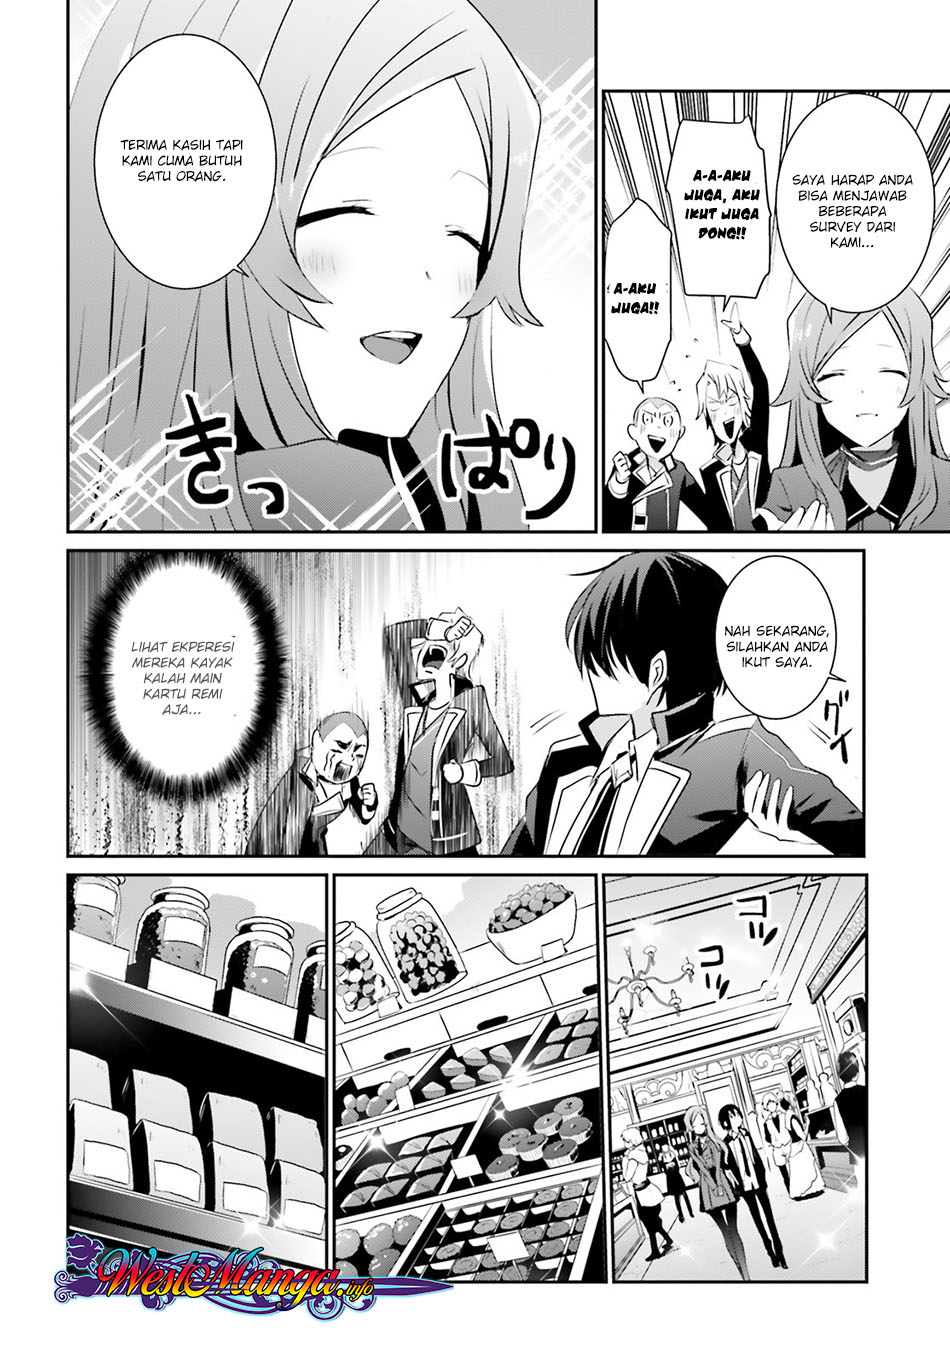 SAYA HARAP ANDA
BISA MENJAWAB
BEBERAPA
SURVEY DARI
KAMI...
A-A-AKU
JUGA, AKU
IKUT JUGA
DONG!!
A-AKU
JUGA!!
TERIMA KASIH TAPI
KAMI CUMA BUTUH
SATU ORANG.
きっぱり
NAH SEKARANG,
SILAHKAN ANDA
IKUT SAYA.
グイ
LIHAT EKPERESI
MEREKA KAYAK
KALAH MAIN
KARTU REMI
AJA...
コ
コ
WestManga.info